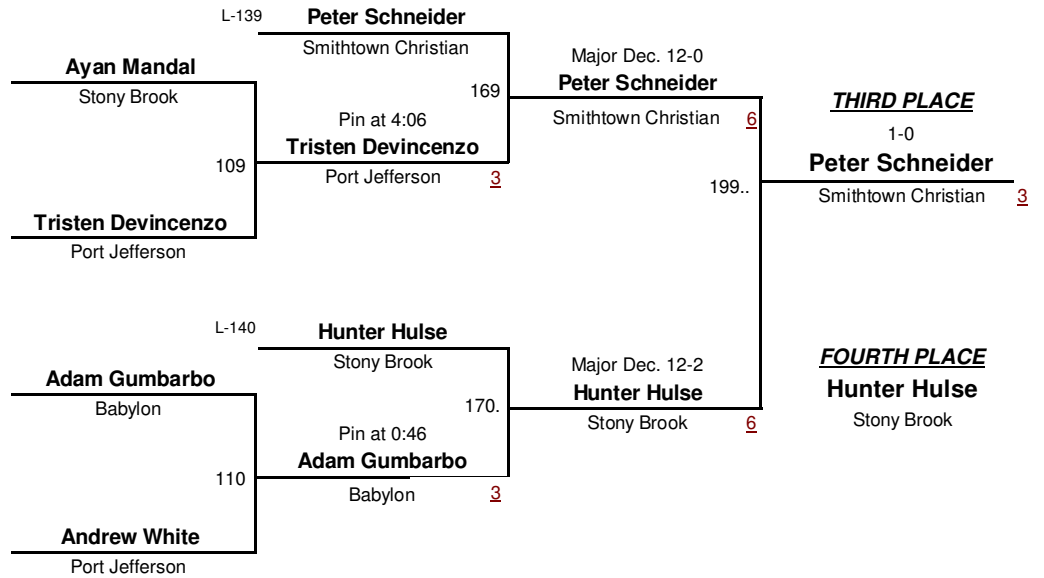 L-139
Peter Schneider
Smithtown Christian
Ayan Mandal
Stony Brook
169
Major Dec. 12-0
Peter Schneider
Smithtown Christian 6
THIRD PLACE
1-0
Peter Schneider
Smithtown Christian 3
Pin at 4:06
Tristen Devincenzo
Port Jefferson 3
109
199..
Tristen Devincenzo
Port Jefferson
L-140
Hunter Hulse
Stony Brook
Adam Gumbarbo
Babylon
170.
Major Dec. 12-2
Hunter Hulse
Stony Brook 6
FOURTH PLACE
Hunter Hulse
Stony Brook
Pin at 0:46
Adam Gumbarbo
Babylon 3
110
Andrew White
Port Jefferson